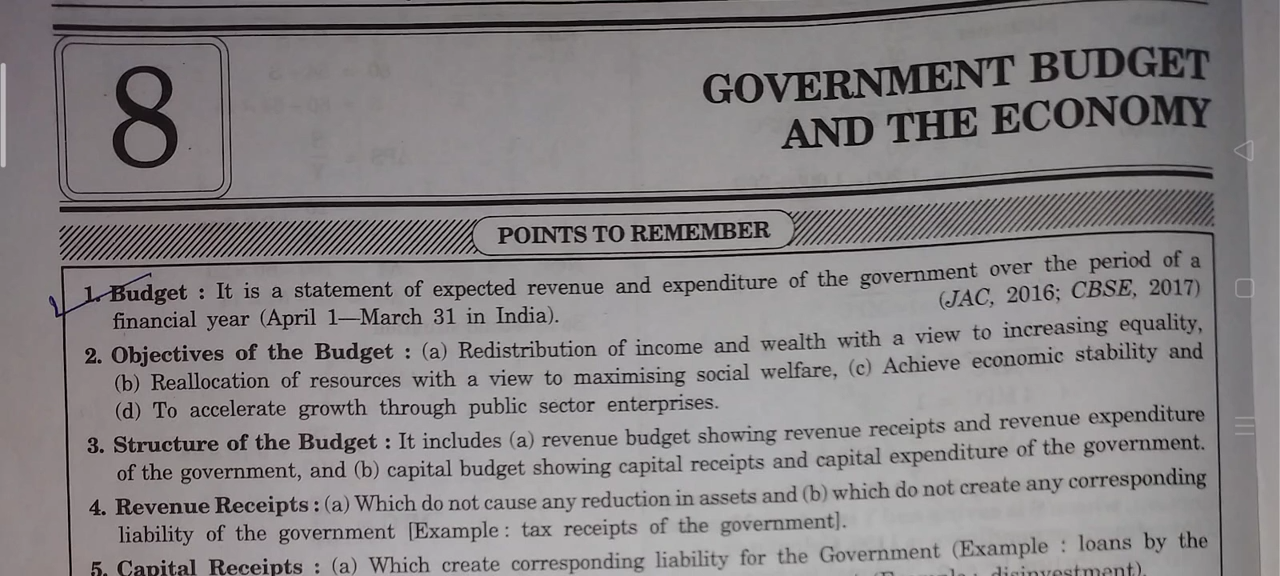 8
GOVERNMENT BUDGET
AND THE ECONOMY
POINTS TO REMEMBER
1. Budget : It is a statement of expected revenue and expenditure of the government over the period of a
financial year (April 1—March 31 in India). (JAC, 2016; CBSE, 2017)
2. Objectives of the Budget : (a) Redistribution of income and wealth with a view to increasing equality,
(b) Reallocation of resources with a view to maximising social welfare, (c) Achieve economic stability and
(d) To accelerate growth through public sector enterprises.
3. Structure of the Budget : It includes (a) revenue budget showing revenue receipts and revenue expenditure
of the government, and (b) capital budget showing capital receipts and capital expenditure of the government.
4. Revenue Receipts : (a) Which do not cause any reduction in assets and (b) which do not create any corresponding
liability of the government [Example : tax receipts of the government].
5. Capital Receipts : (a) Which create corresponding liability for the Government (Example : loans by the
disinvestment).